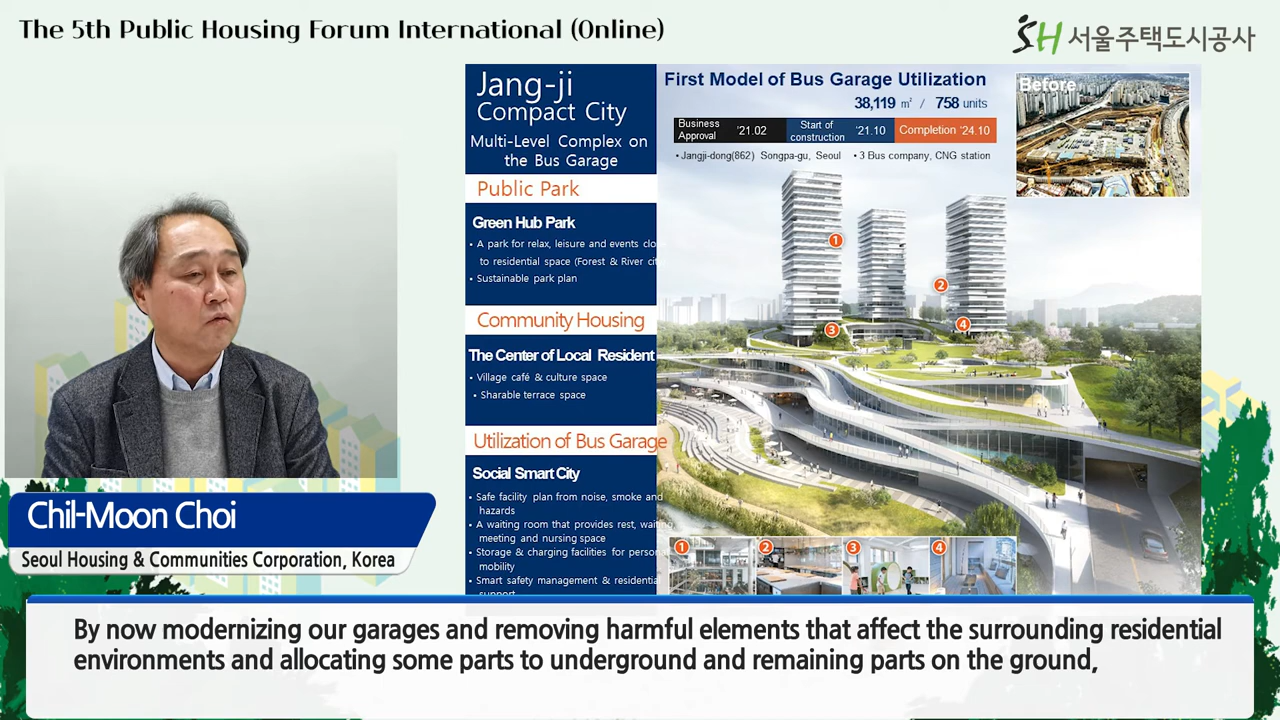 The 5th Public Housing Forum International (Online)
SH 서울주택도시공사
Jang-ji
Compact City
Multi-Level Complex on
the Bus Garage
Public Park
Green Hub Park
• A park for relax, leisure and events clo
to residential space (Forest & River cit
• Sustainable park plan
Community Housing
The Center of Local Resident
• Village café & culture space
• Sharable terrace space
Utilization of Bus Garage
Social Smart City
• Safe facility plan from noise, smoke and
hazards
• A waiting room that provides rest, waiting
meeting and nursing space
• Storage & charging facilities for personal
mobility
• Smart safety management & residential
support
First Model of Bus Garage Utilization
38,119 ㎡ / 758 units
Business
Approval '21.02
Start of
construction '21.10
Completion '24.10
• Jangji-dong(862) Songpa-gu, Seoul • 3 Bus company, CNG station
Before
1
2
3
4
1
2
3
4
Chil-Moon Choi
Seoul Housing & Communities Corporation, Korea
By now modernizing our garages and removing harmful elements that affect the surrounding residential
environments and allocating some parts to underground and remaining parts on the ground,